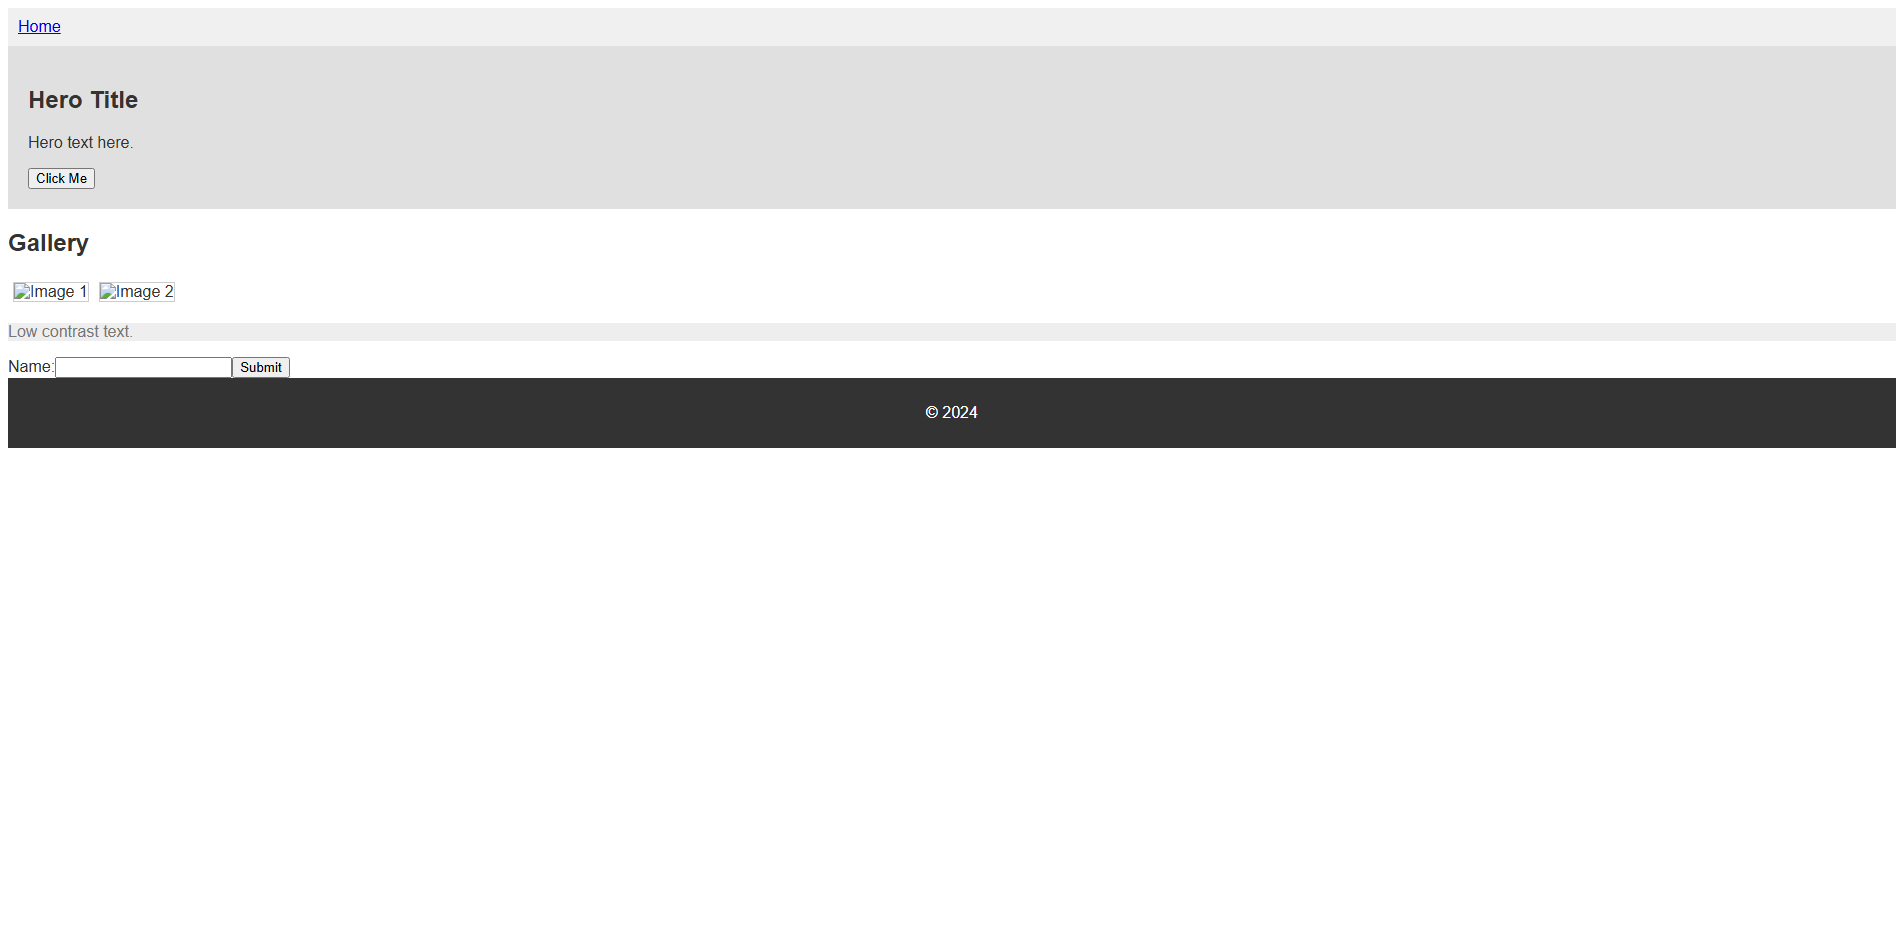 Home
Hero Title
Hero text here.
Click Me
Gallery
Image 1 Image 2
Low contrast text.
Name: Submit
© 2024